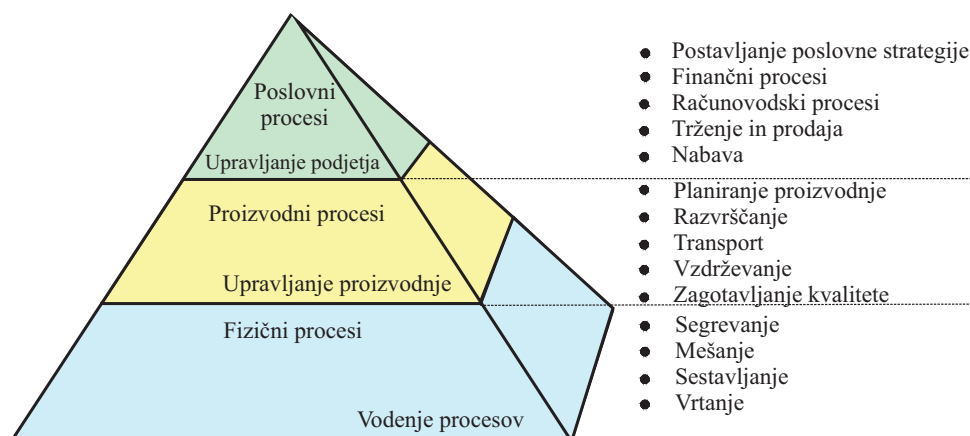 Poslovni
procesi
Upravljanje podjetja
Proizvodni procesi
Upravljanje proizvodnje
Fizični procesi
Vodenje procesov
Postavljanje poslovne strategije
Finančni procesi
Računovodski procesi
Trženje in prodaja
Nabava
Planiranje proizvodnje
Razvrščanje
Transport
Vzdrževanje
Zagotavljanje kvalitete
Segrevanje
Mešanje
Sestavljanje
Vrtanje